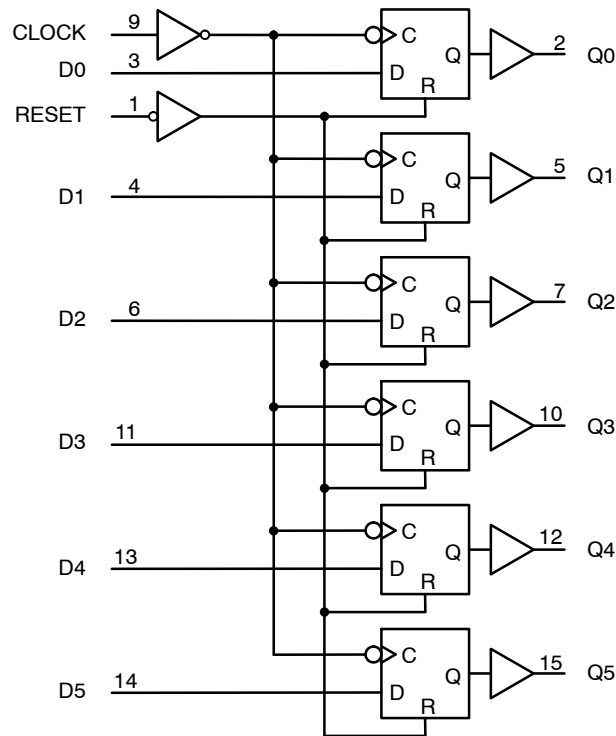 CLOCK 9 C Q 2 Q0
D0 3 D
RESET 1 R
C Q 5 Q1
D1 4 D
R
C Q 7 Q2
D2 6 D
R
C Q 10 Q3
D3 11 D
R
C Q 12 Q4
D4 13 D
R
C Q 15 Q5
D5 14 D
R